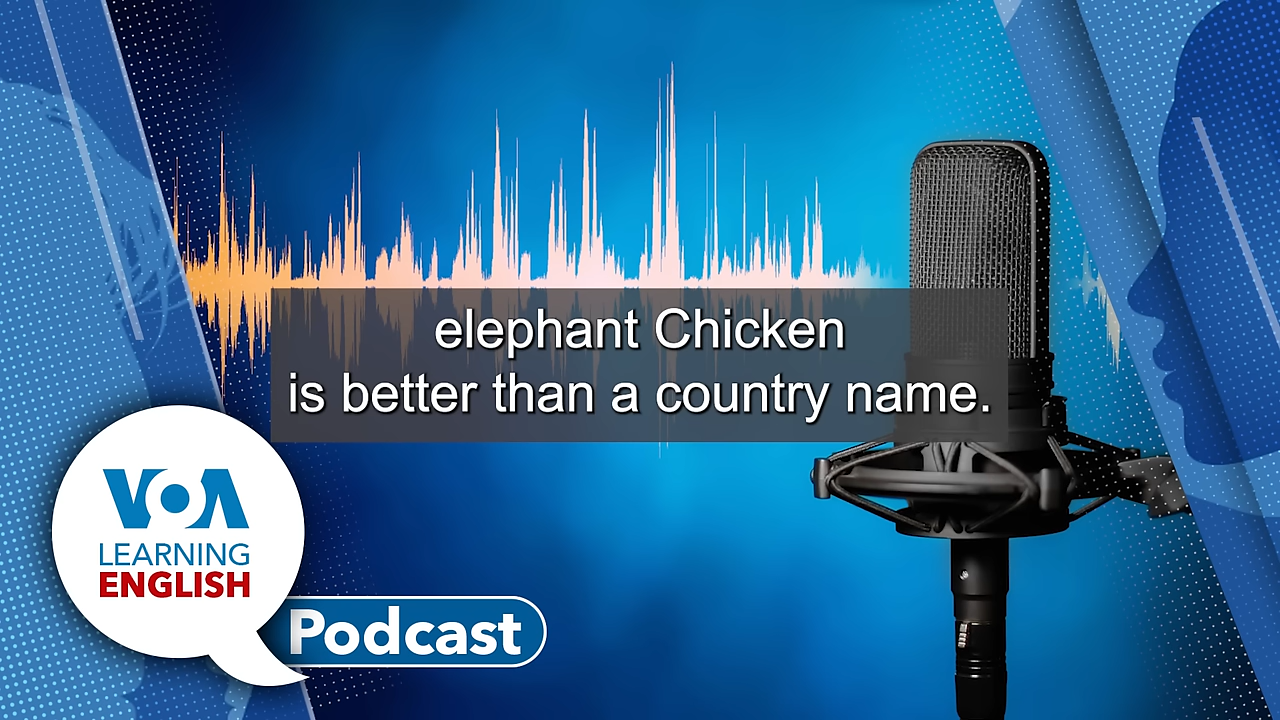 elephant Chicken
is better than a country name.
VOA
LEARNING
ENGLISH
Podcast